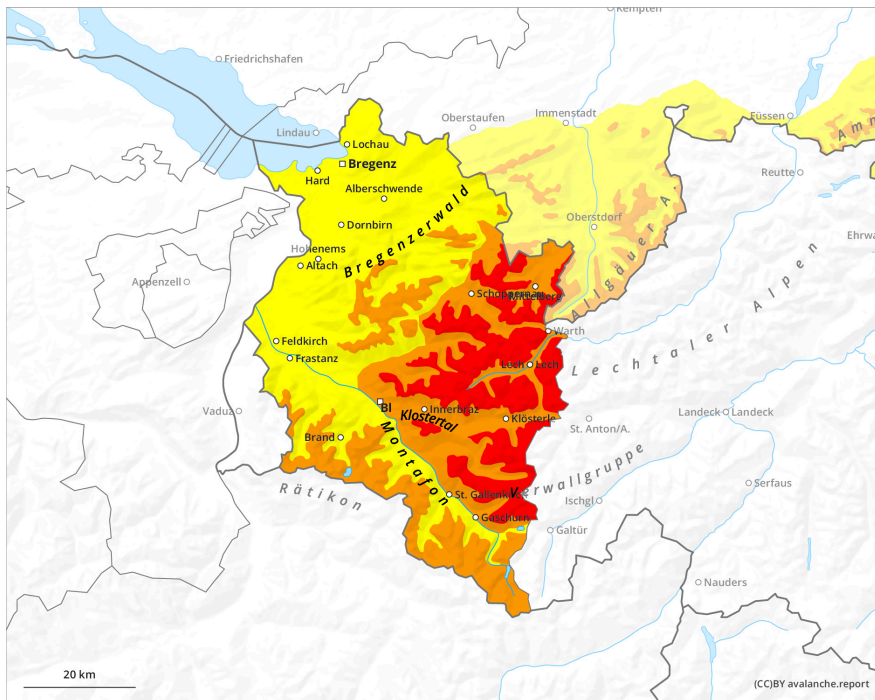 Kempten
Friedrichshafen
Immenstadt
Füssen
Oberstaufen
Lindau
Lochau
Amm
Bregenz
Reutte
Hard
Alberschwende
Oberstdorf
Dornbirn
Bregenzerwald
Ehrwa
Hohenems
Altach
Allgäuer A.
Appenzell
Schoppernau
Warth
Lechtaler Alpen
Feldkirch
Frastanz
Lech
Lech
Vaduz
Bl
Innerbraz
Klostertal
Klösterle
Landeck
Landeck
St. Anton/A.
Brand
Montafon
Verwallgruppe
Serfaus
Rätikon
St. Gallenk
Ischgl
Gaschurn
Galtür
Nauders
20 km
(CC)BY avalanche.report